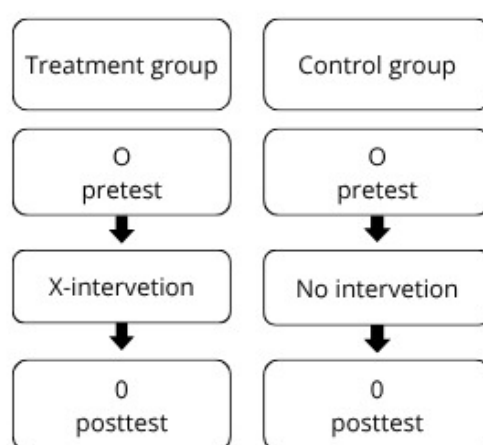 Treatment group
Control group
O
pretest
O
pretest
X-intervetion
No intervetion
0
posttest
0
posttest